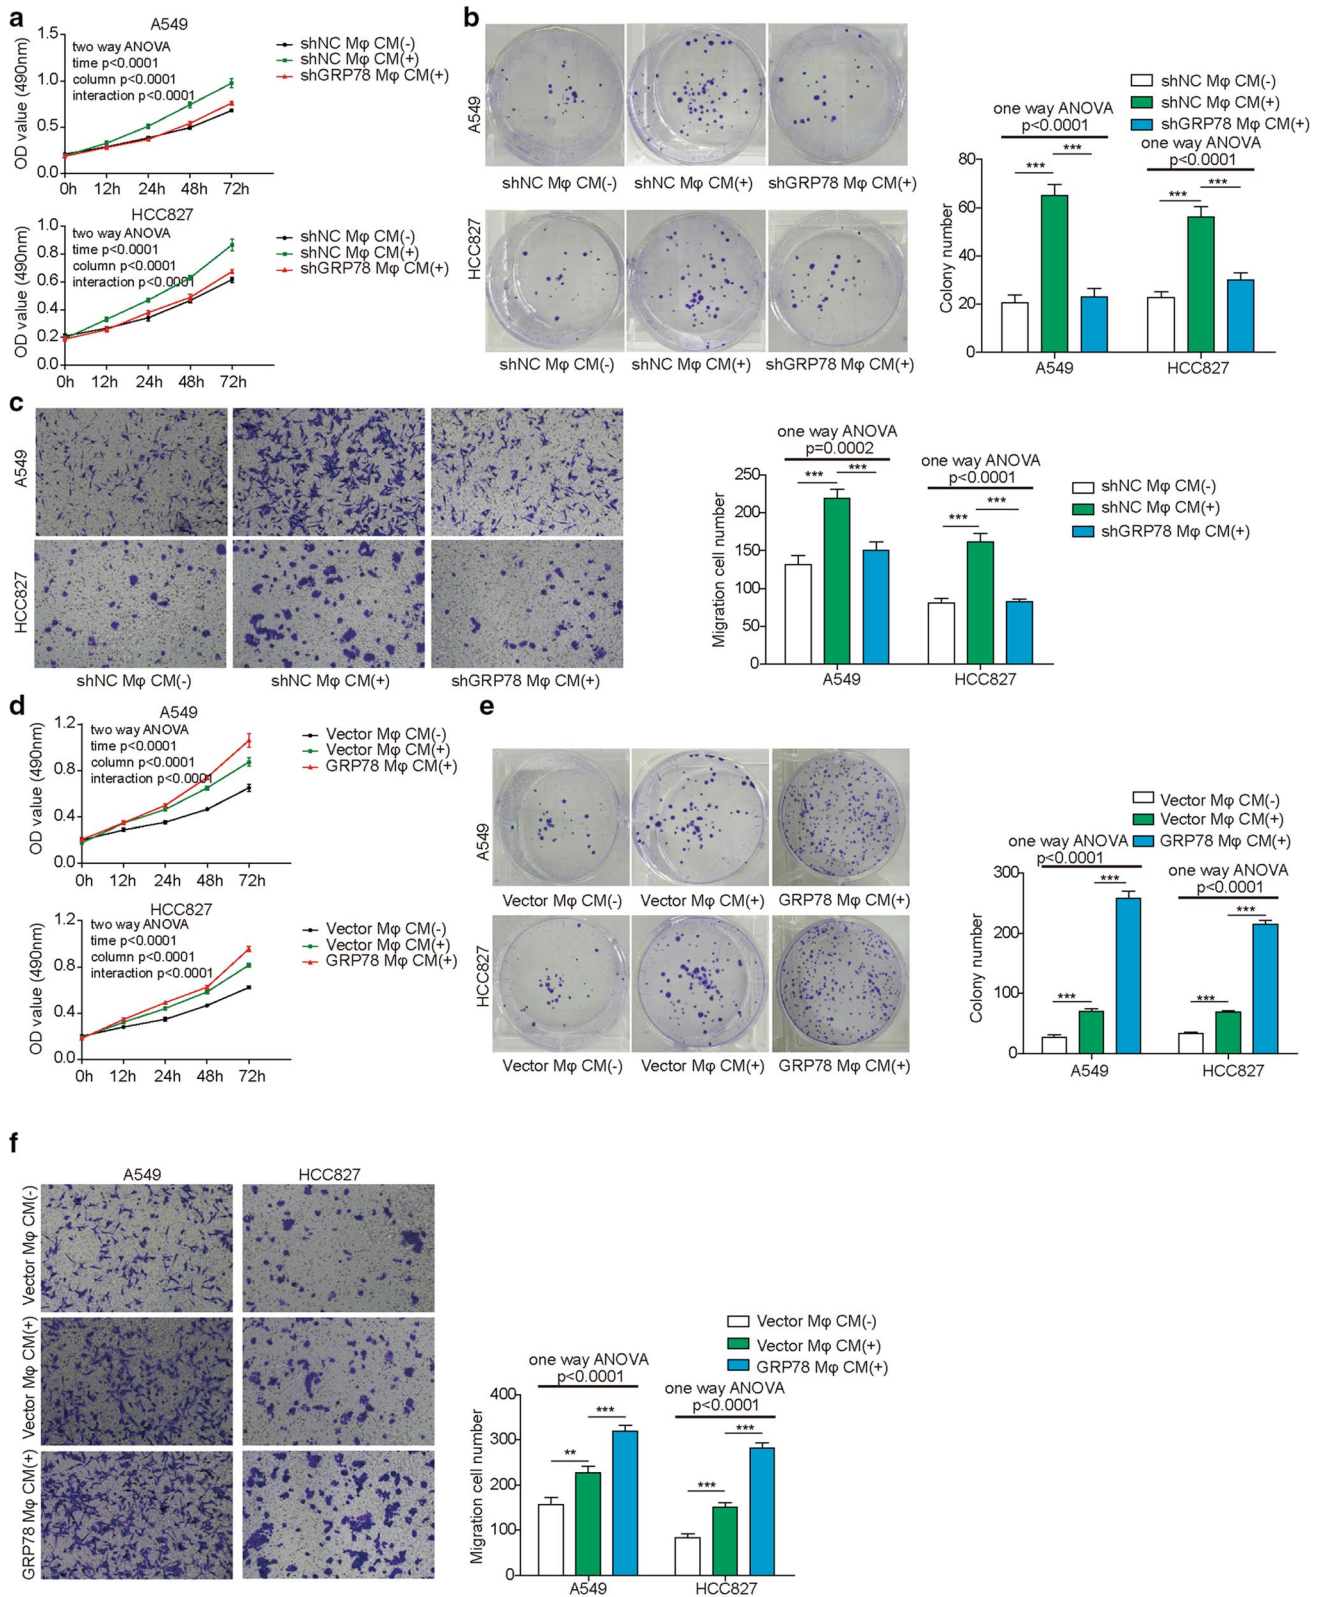 a
A549
OD value (490nm)
1.5
1.0
0.5
0.0
two way ANOVA
time p<0.0001
column p<0.0001
interaction p<0.0001
0h 12h 24h 48h 72h
shNC Mφ CM(-)
shNC Mφ CM(+)
shGRP78 Mφ CM(+)
HCC827
OD value (490nm)
1.0
0.8
0.6
0.4
0.2
0.0
two way ANOVA
time p<0.0001
column p<0.0001
interaction p<0.0001
0h 12h 24h 48h 72h
shNC Mφ CM(-)
shNC Mφ CM(+)
shGRP78 Mφ CM(+)
b
A549
shNC Mφ CM(-) shNC Mφ CM(+) shGRP78 Mφ CM(+)
HCC827
shNC Mφ CM(-) shNC Mφ CM(+) shGRP78 Mφ CM(+)
shNC Mφ CM(-)
shNC Mφ CM(+)
shGRP78 Mφ CM(+)
one way ANOVA
p<0.0001
*** ***
one way ANOVA
p<0.0001
*** ***
Colony number
80
60
40
20
0
A549 HCC827
c
A549
HCC827
shNC Mφ CM(-) shNC Mφ CM(+) shGRP78 Mφ CM(+)
one way ANOVA
p=0.0002
*** ***
one way ANOVA
p<0.0001
*** ***
Migration cell number
250
200
150
100
50
0
A549 HCC827
shNC Mφ CM(-)
shNC Mφ CM(+)
shGRP78 Mφ CM(+)
d
A549
OD value (490nm)
1.2
0.8
0.4
0.0
two way ANOVA
time p<0.0001
column p<0.0001
interaction p<0.0001
0h 12h 24h 48h 72h
Vector Mφ CM(-)
Vector Mφ CM(+)
GRP78 Mφ CM(+)
HCC827
OD value (490nm)
1.2
0.8
0.4
0.0
two way ANOVA
time p<0.0001
column p<0.0001
interaction p<0.0001
0h 12h 24h 48h 72h
Vector Mφ CM(-)
Vector Mφ CM(+)
GRP78 Mφ CM(+)
e
A549
Vector Mφ CM(-) Vector Mφ CM(+) GRP78 Mφ CM(+)
HCC827
Vector Mφ CM(-) Vector Mφ CM(+) GRP78 Mφ CM(+)
Vector Mφ CM(-)
Vector Mφ CM(+)
GRP78 Mφ CM(+)
one way ANOVA
p<0.0001
*** ***
one way ANOVA
p<0.0001
*** ***
Colony number
300
200
100
0
A549 HCC827
f
A549 HCC827
Vector Mφ CM(-)
Vector Mφ CM(+)
GRP78 Mφ CM(+)
Vector Mφ CM(-)
Vector Mφ CM(+)
GRP78 Mφ CM(+)
one way ANOVA
p<0.0001
** ***
one way ANOVA
p<0.0001
*** ***
Migration cell number
400
300
200
100
0
A549 HCC827